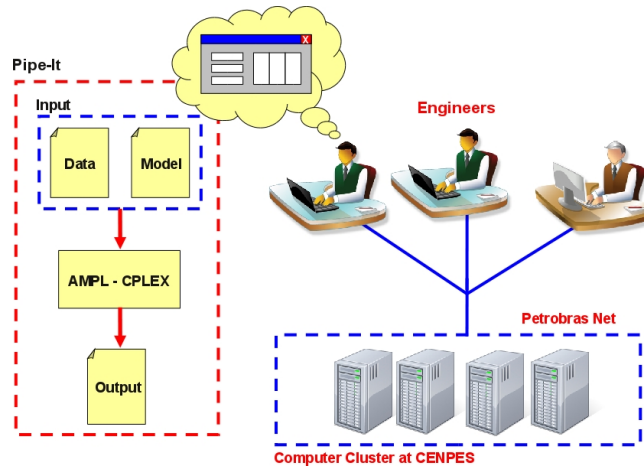 Pipe-It
X
Input
Data
Model
AMPL - CPLEX
Output
Engineers
Petrobras Net
Computer Cluster at CENPES